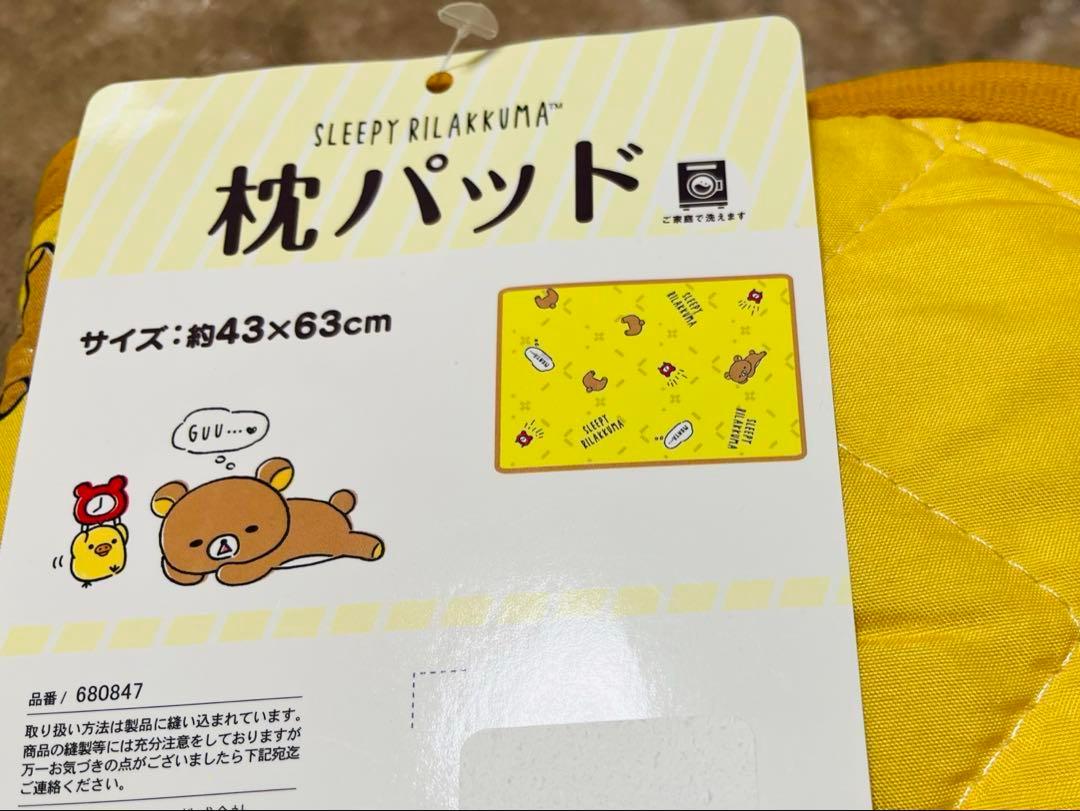 SLEEPY RILAKKUMA™
枕パッド
ご家庭で洗えます
サイズ:約43×63cm
SLEEPY
RILAKKUMA
SLEEPY
RILAKKUMA
SLEEPY
RILAKKUMA
GUU…
品番/ 680847
取り扱い方法は製品に縫い込まれています。
商品の縫製等には充分注意をしておりますが
万一お気づきの点がございましたら下記宛迄
ご連絡ください。